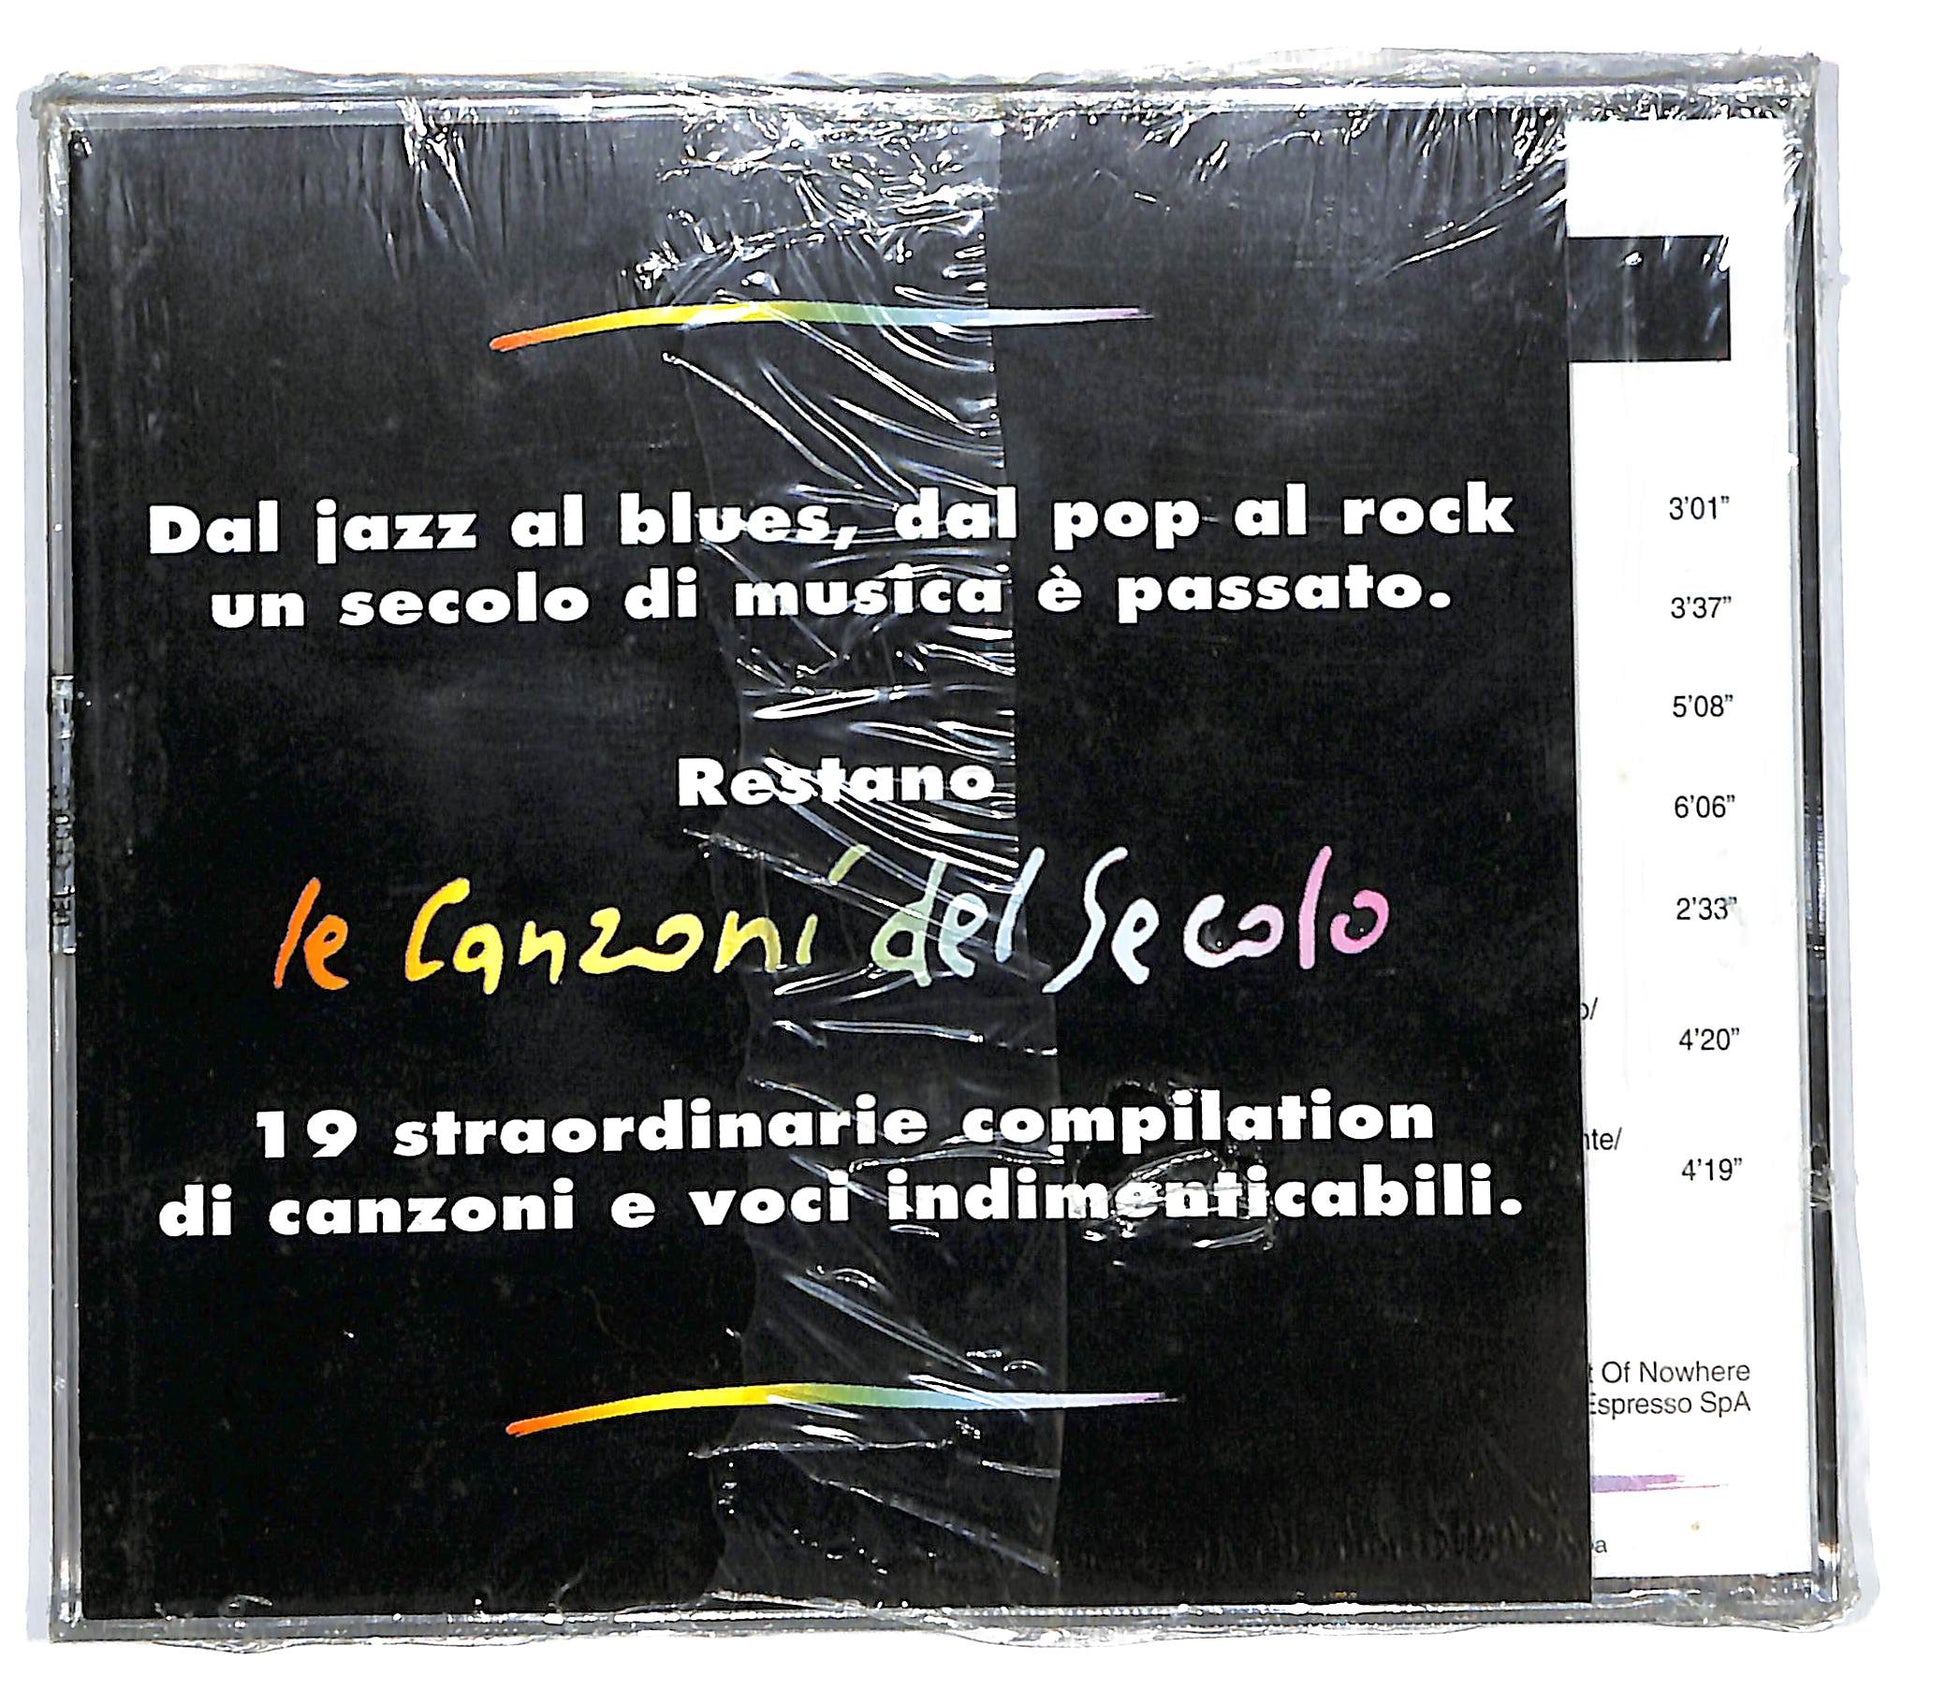 Dal jazz al blues, dal pop al rock
un secolo di musica è passato.
Restano
le Canzoni del Secolo
19 straordinarie compilation
di canzoni e voci indimenticabili.
3'01"
3'37"
5'08"
6'06"
2'33"
4'20"
4'19"
Of Nowhere
Espresso SpA